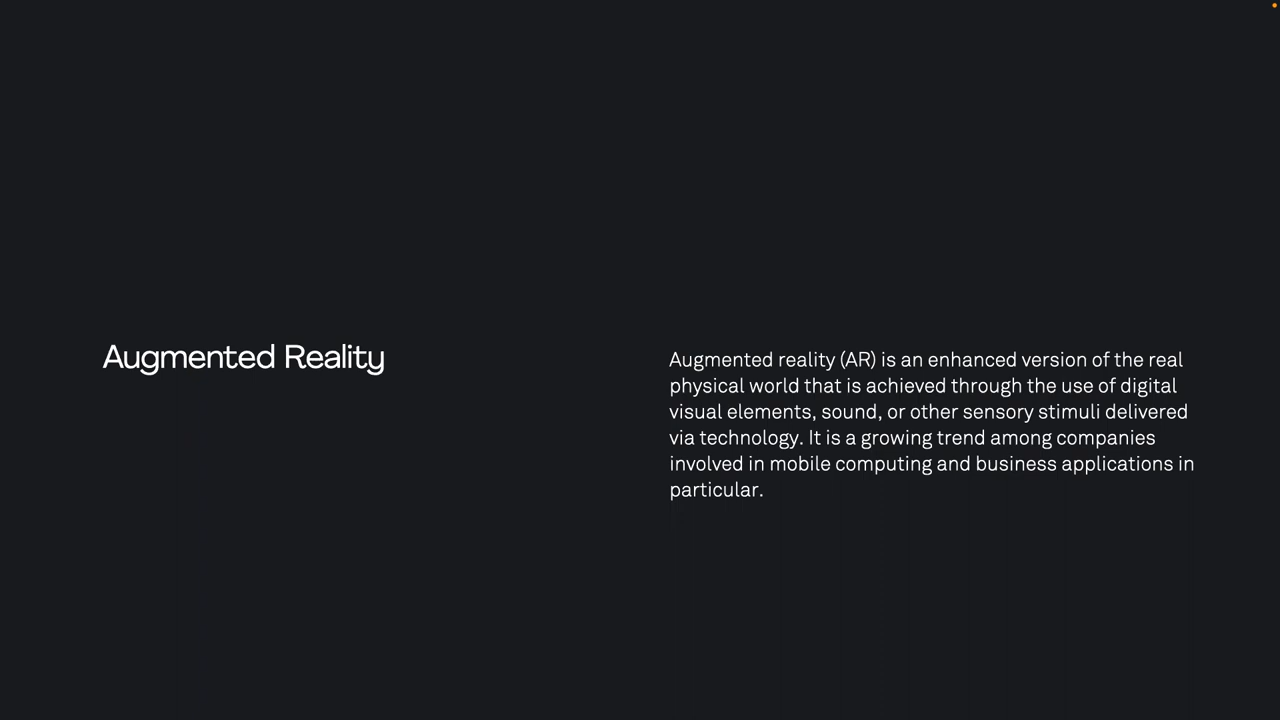 Augmented Reality
Augmented reality (AR) is an enhanced version of the real
physical world that is achieved through the use of digital
visual elements, sound, or other sensory stimuli delivered
via technology. It is a growing trend among companies
involved in mobile computing and business applications in
particular.